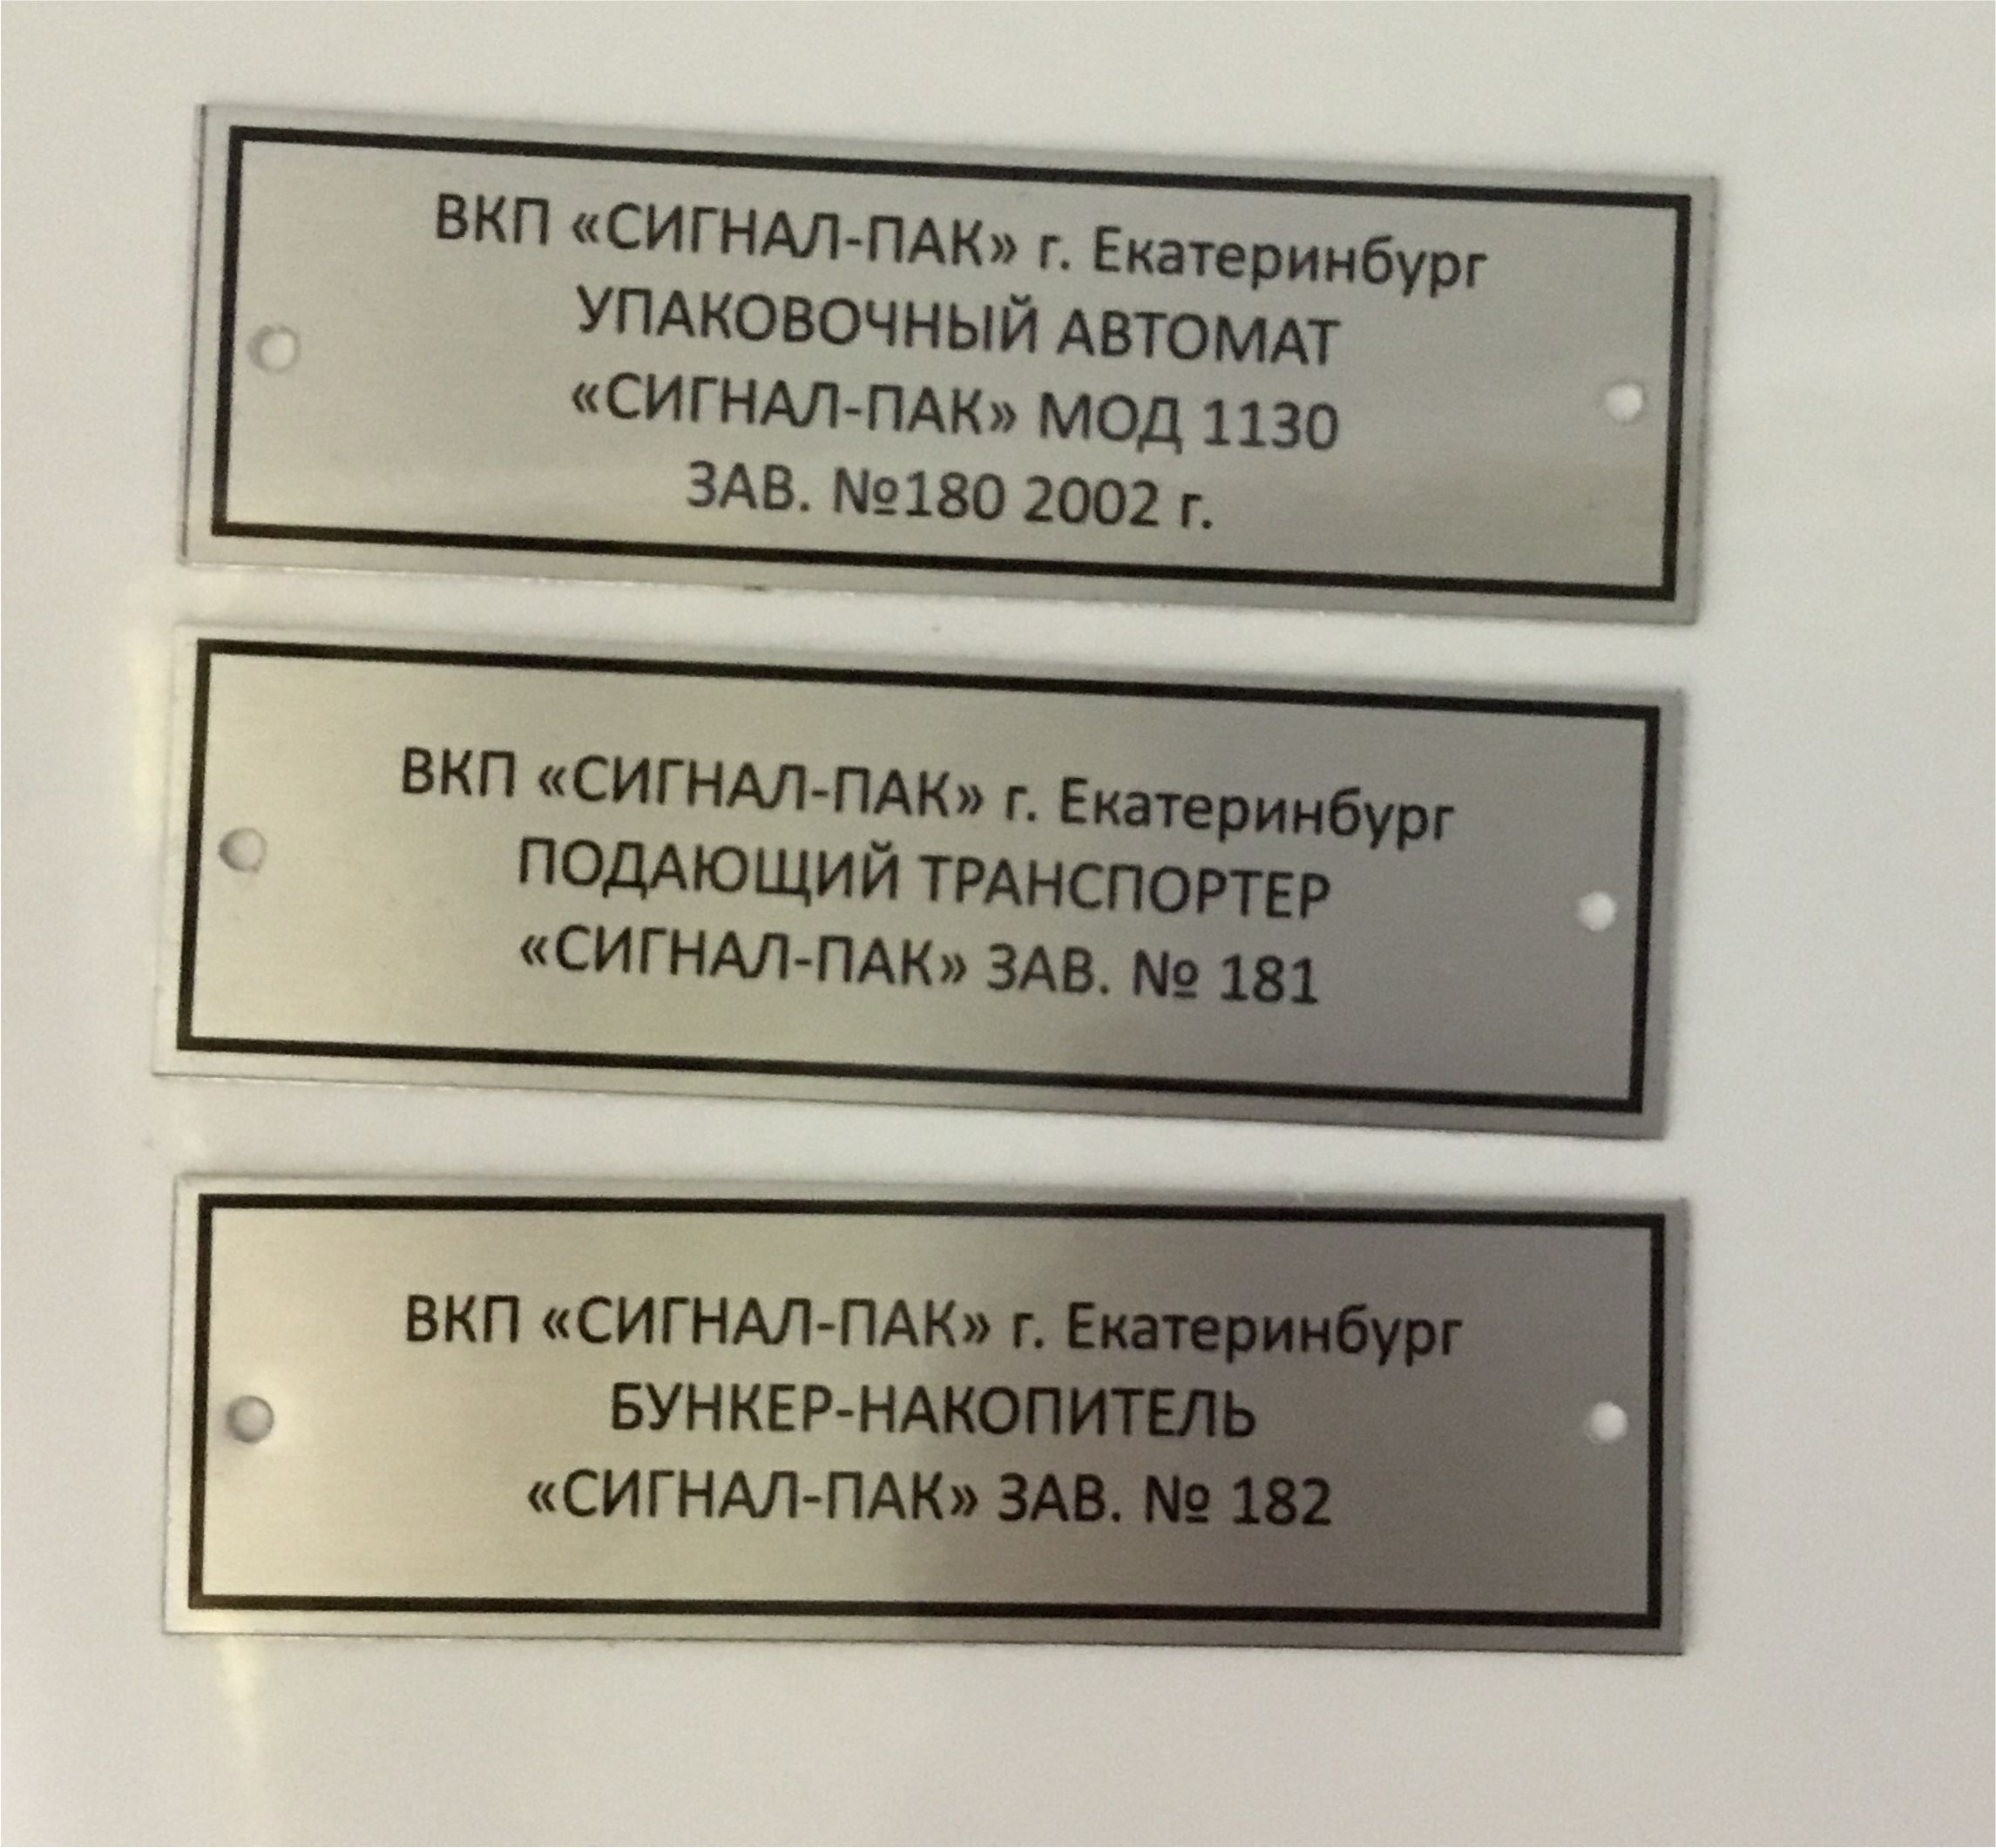 ВКП «СИГНАЛ-ПАК» г. Екатеринбург
УПАКОВОЧНЫЙ АВТОМАТ
«СИГНАЛ-ПАК» МОД 1130
ЗАВ. №180 2002 г.
ВКП «СИГНАЛ-ПАК» г. Екатеринбург
ПОДАЮЩИЙ ТРАНСПОРТЕР
«СИГНАЛ-ПАК» ЗАВ. № 181
ВКП «СИГНАЛ-ПАК» г. Екатеринбург
БУНКЕР-НАКОПИТЕЛЬ
«СИГНАЛ-ПАК» ЗАВ. № 182